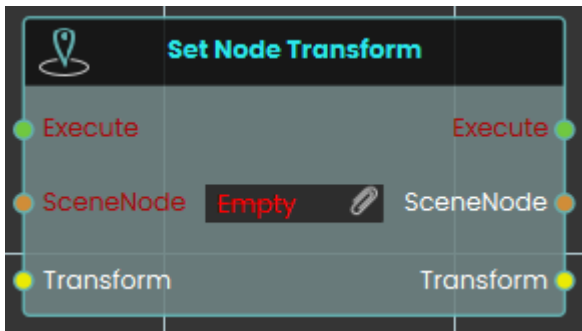 Set Node Transform
Execute Execute
SceneNode Empty SceneNode
Transform Transform